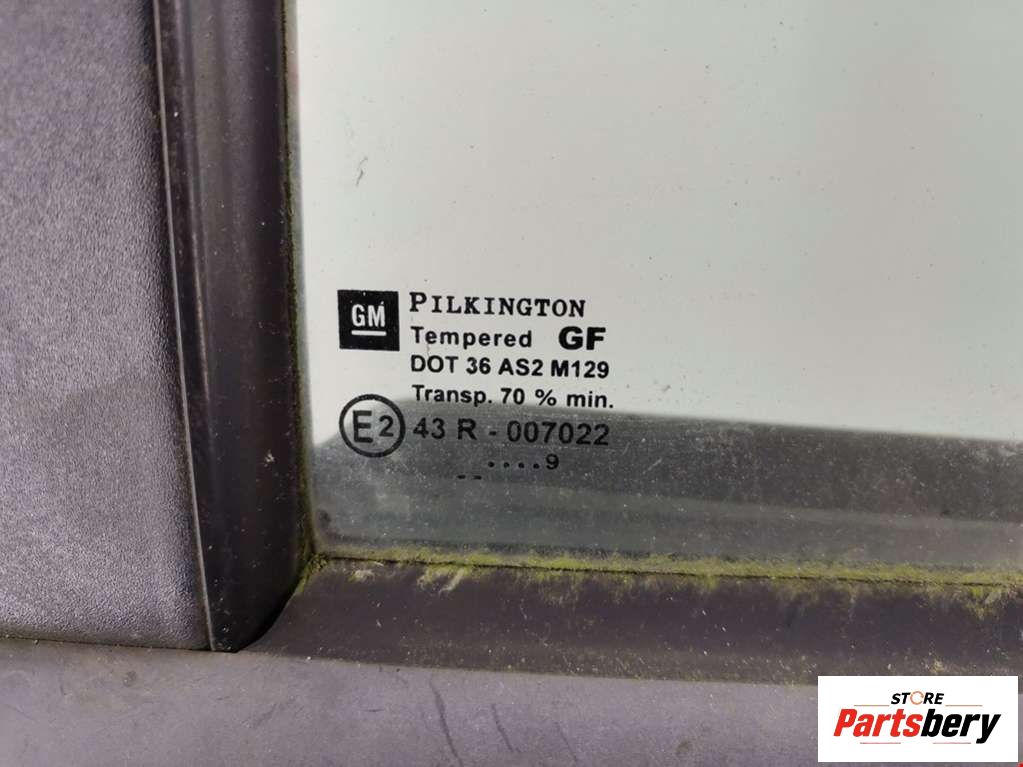 GM
PILKINGTON
Tempered GF
DOT 36 AS2 M129
Transp. 70 % min.
E2 43 R - 007022
....9
STORE
Partsbery